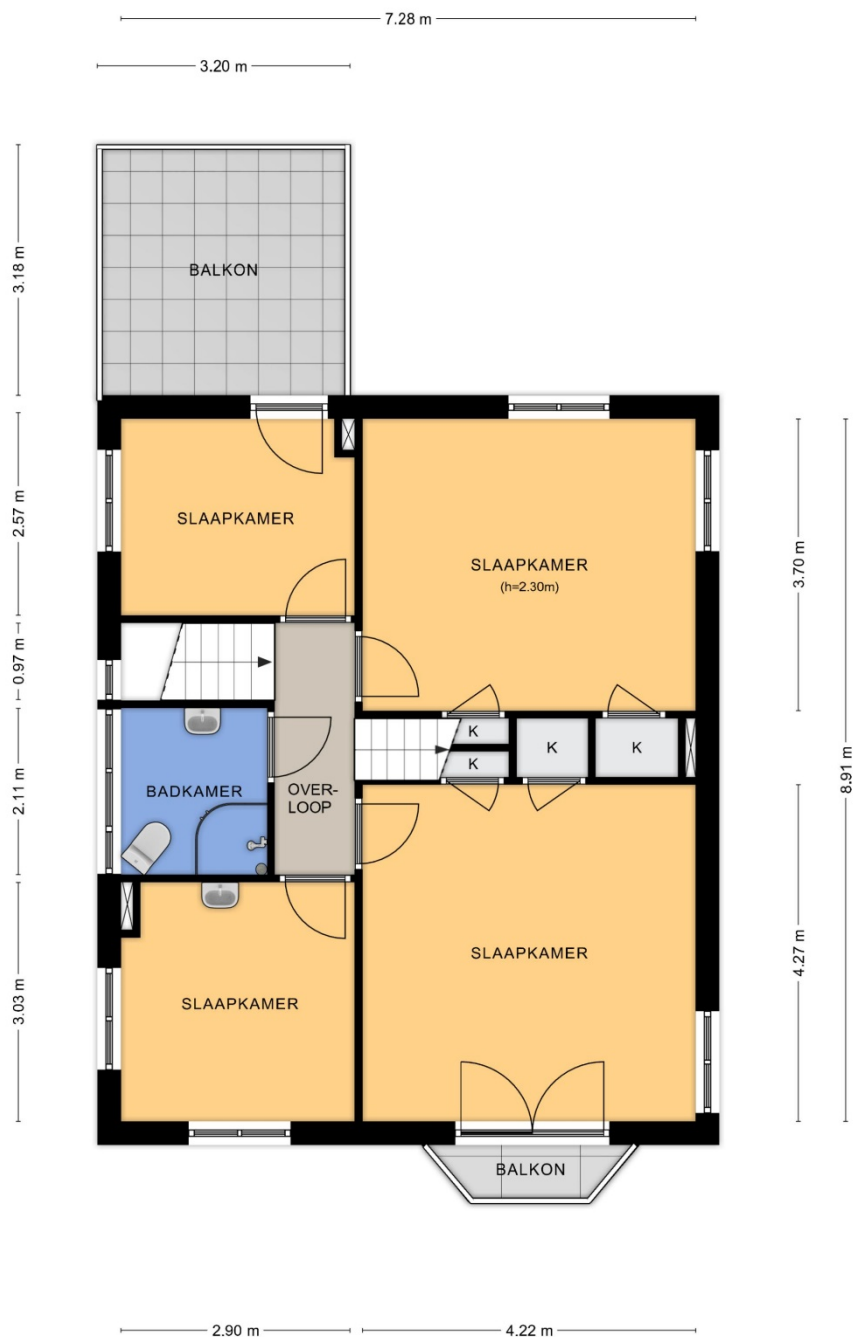 7.28 m
3.20 m
3.18 m
BALKON
2.57 m
SLAAPKAMER
SLAAPKAMER
(h=2.30m)
3.70 m
0.97 m
8.91 m
K
K
K
K
2.11 m
BADKAMER
OVER-
LOOP
3.03 m
SLAAPKAMER
SLAAPKAMER
4.27 m
BALKON
2.90 m
4.22 m